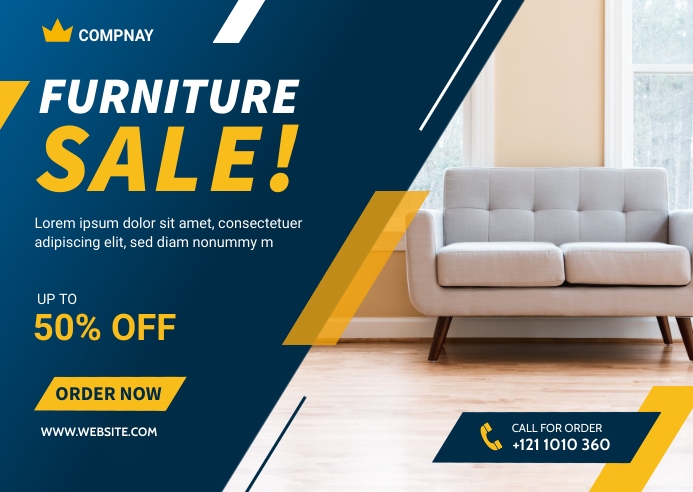 COMPNAY
FURNITURE
SALE!
Lorem ipsum dolor sit amet, consectetuer
adipiscing elit, sed diam nonummy m
UP TO
50% OFF
ORDER NOW
WWW.WEBSITE.COM
CALL FOR ORDER
+121 1010 360